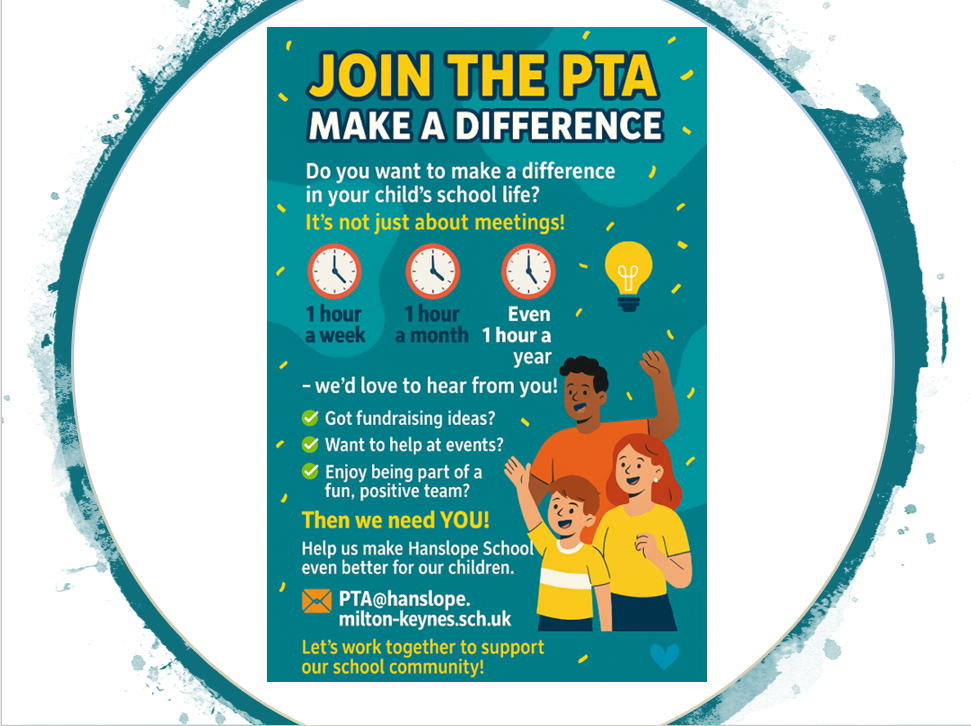 JOIN THE PTA
MAKE A DIFFERENCE
Do you want to make a difference
in your child's school life?
It's not just about meetings!
1 hour
a week
1 hour
a month
Even
1 hour a
year
– we'd love to hear from you!
Got fundraising ideas?
Want to help at events?
Enjoy being part of a
fun, positive team?
Then we need YOU!
Help us make Hanslope School
even better for our children.
PTA@hanslope.
milton-keynes.sch.uk
Let's work together to support
our school community!